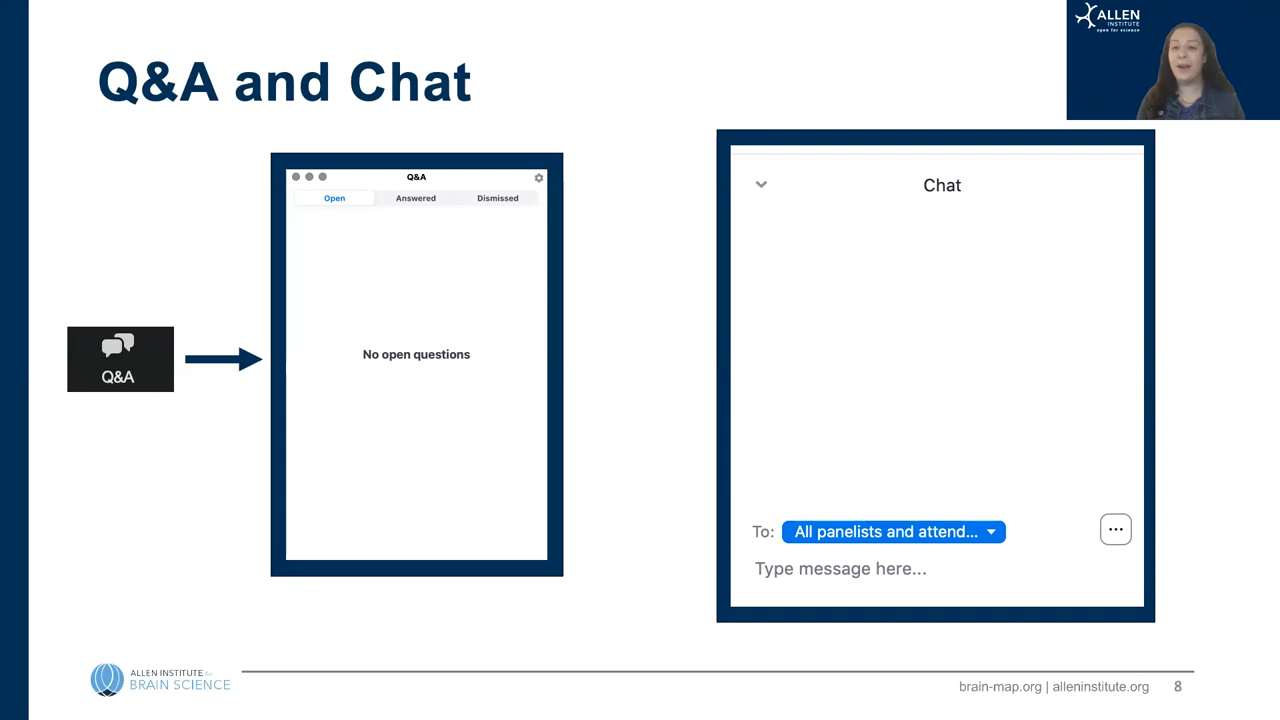 ALLEN
INSTITUTE
open for science
Q&A and Chat
Q&A
Open Answered Dismissed
No open questions
Q&A
Chat
To: All panelists and attend...
Type message here...
ALLEN INSTITUTE for
BRAIN SCIENCE
brain-map.org | alleninstitute.org 8